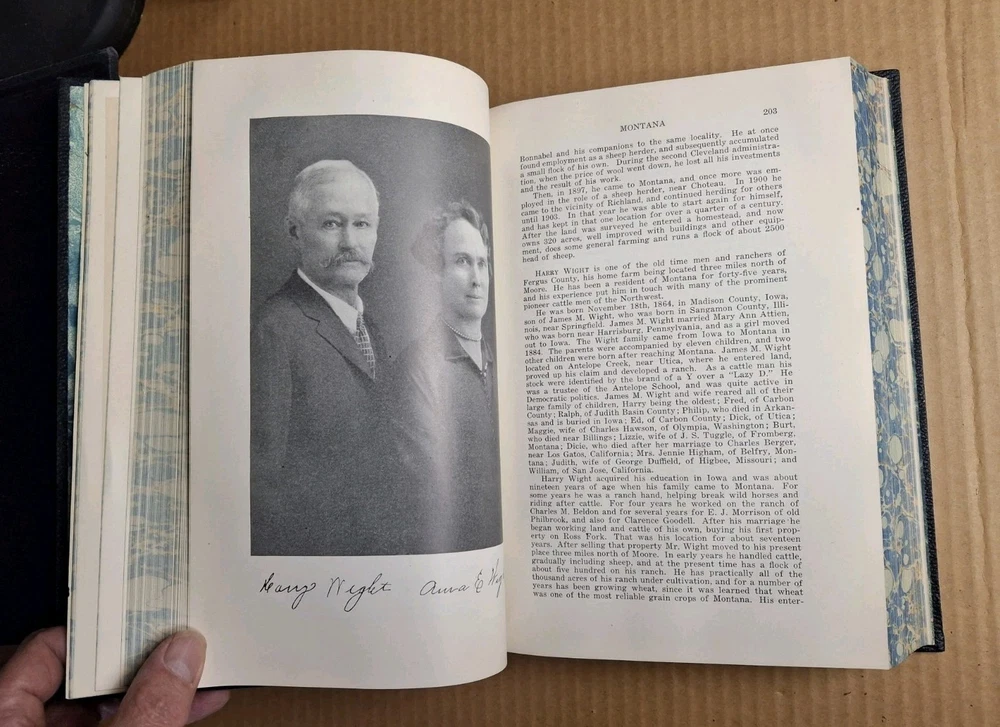 Harry Wight Anna E
MONTANA 203
Ronnabel and his companions to the same locality. He at once
found employment as a sheep herder, and subsequently accumulated
a small flock of his own. During the second Cleveland administra-
tion, when the price of wool went down, he lost all his investments
and the result of his work.
Then, in 1897, he came to Montana, and once more was em-
ployed in the role of a sheep herder, near Choteau. In 1900 he
came to the vicinity of Richland, and continued herding for others
until 1903. In that year he was able to start again for himself,
and has kept in that one location for over a quarter of a century.
After the land was surveyed he entered a homestead, and now
owns 320 acres, well improved with buildings and other equip-
ment, does some general farming and runs a flock of about 2500
head of sheep.
HARRY WIGHT is one of the old time men and ranchers of
Fergus County, his home farm being located three miles north of
Moore. He has been a resident of Montana for forty-five years,
and his experience put him in touch with many of the prominent
pioneer cattle men of the Northwest.
He was born November 18th, 1864, in Madison County, Iowa,
son of James M. Wight, who was born in Sangamon County, Illi-
nois, near Springfield. James M. Wight married Mary Ann Attien,
who was born near Harrisburg, Pennsylvania, and as a girl moved
out to Iowa. The Wight family came from Iowa to Montana in
1884. The parents were accompanied by eleven children, and two
other children were born after reaching Montana. James M. Wight
located on Antelope Creek, near Utica, where he entered land,
proved up his claim and developed a ranch. As a cattle man his
stock were identified by the brand of a Y over a "Lazy D." He
was a trustee of the Antelope School, and was quite active in
Democratic politics. James M. Wight and wife reared all of their
large family of children, Harry being the oldest; Fred, of Carbon
County; Ralph, of Judith Basin County; Philip, who died in Arkan-
sas and is buried in Iowa; Ed, of Carbon County; Dick, of Utica;
Maggie, wife of Charles Hawson, of Olympia, Washington; Burt,
who died near Billings; Lizzie, wife of J. S. Tuggle, of Fromberg,
Montana; Dicie, who died after her marriage to Charles Berger,
near Los Gatos, California; Mrs. Jennie Higham, of Belfry, Mon-
tana; Judith, wife of George Duffield, of Higbee, Missouri; and
William, of San Jose, California.
Harry Wight acquired his education in Iowa and was about
nineteen years of age when his family came to Montana. For
some years he was a ranch hand, helping break wild horses and
riding after cattle. For four years he worked on the ranch of
Charles M. Beldon and for several years for E. J. Morrison of old
Philbrook, and also for Clarence Goodell. After his marriage he
began working land and cattle of his own, buying his first prop-
erty on Ross Fork. That was his location for about seventeen
years. After selling that property Mr. Wight moved to his present
place three miles north of Moore. In early years he handled cattle,
gradually including sheep, and at the present time has a flock of
about five hundred on his ranch. He has practically all of the
thousand acres of his ranch under cultivation, and for a number of
years has been growing wheat, since it was learned that wheat
was one of the most reliable grain crops of Montana. His enter-